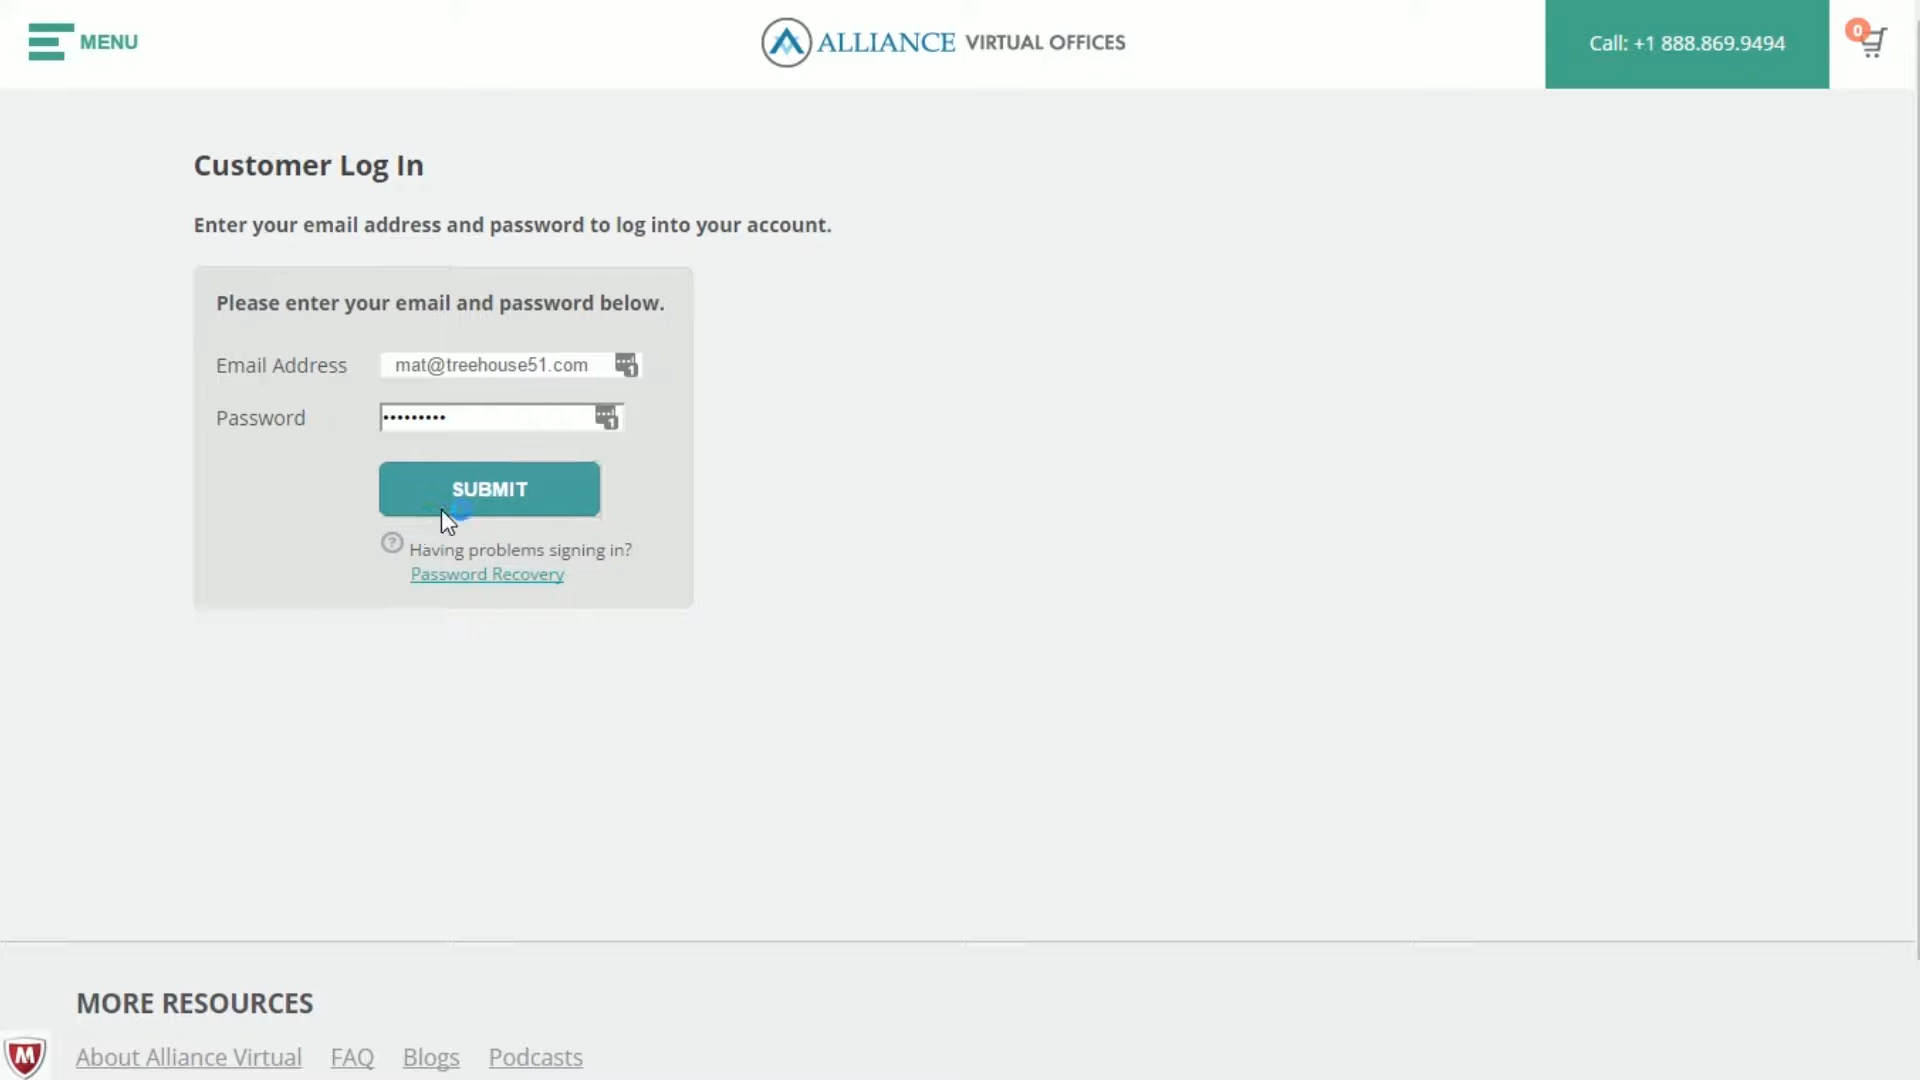 MENU
ALLIANCE VIRTUAL OFFICES
Call: +1 888.869.9494
0
Customer Log In
Enter your email address and password to log into your account.
Please enter your email and password below.
Email Address
mat@treehouse51.com
1
Password
•••••••••
1
SUBMIT
? Having problems signing in?
Password Recovery
MORE RESOURCES
M
About Alliance Virtual FAQ Blogs Podcasts